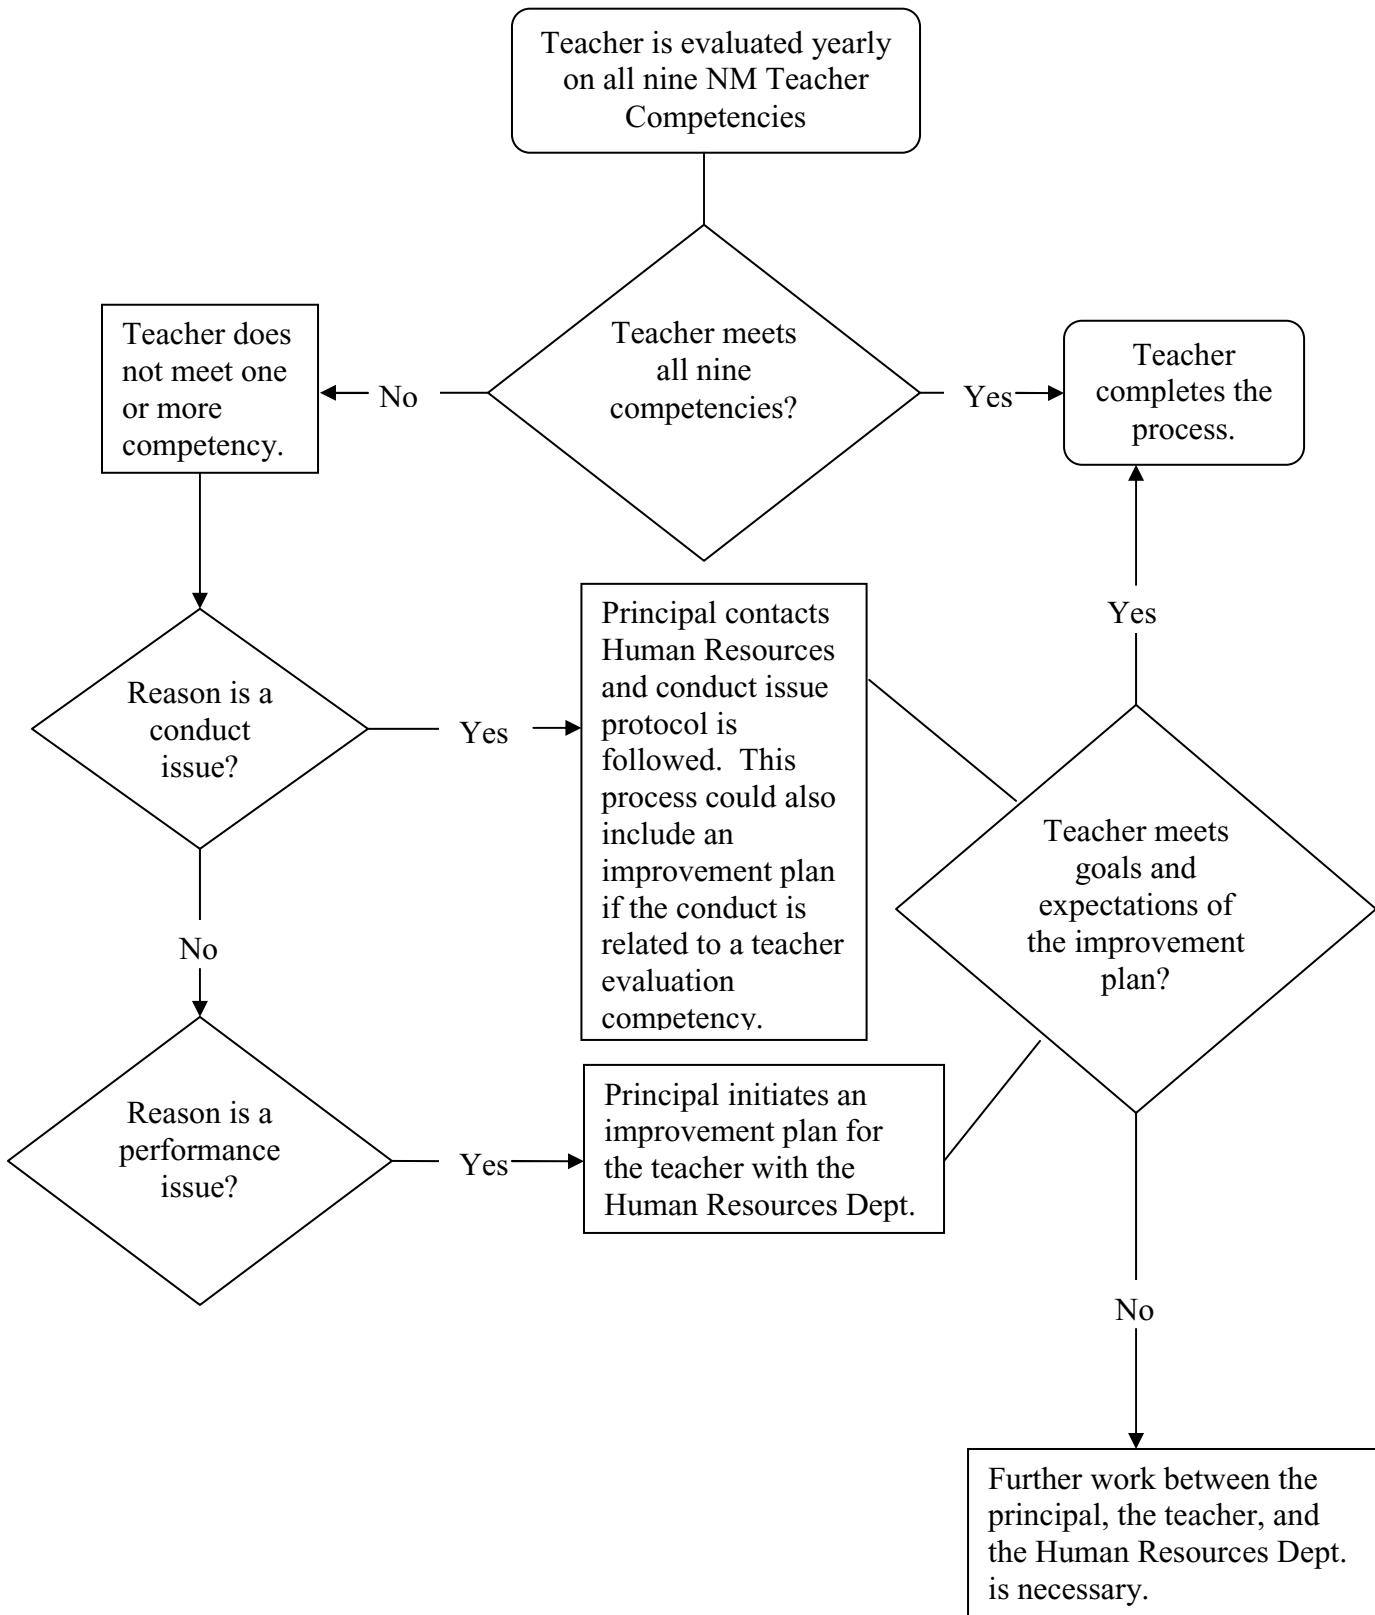 Teacher is evaluated yearly
on all nine NM Teacher
Competencies
Teacher does
not meet one
or more
competency.
No
Teacher meets
all nine
competencies?
Yes
Teacher
completes the
process.
Reason is a
conduct
issue?
Yes
Principal contacts
Human Resources
and conduct issue
protocol is
followed.  This
process could also
include an
improvement plan
if the conduct is
related to a teacher
evaluation
competency.
Yes
Teacher meets
goals and
expectations of
the improvement
plan?
No
Reason is a
performance
issue?
Yes
Principal initiates an
improvement plan for
the teacher with the
Human Resources Dept.
No
Further work between the
principal, the teacher, and
the Human Resources Dept.
is necessary.